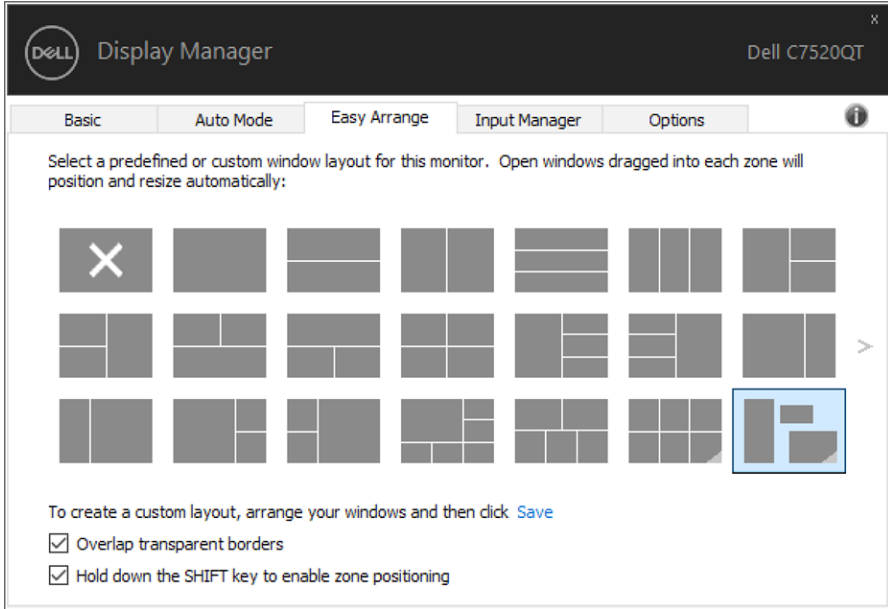 x
DELL
Display Manager
Dell C7520QT
Basic
Auto Mode
Easy Arrange
Input Manager
Options
i
Select a predefined or custom window layout for this monitor. Open windows dragged into each zone will
position and resize automatically:
>
To create a custom layout, arrange your windows and then click Save
Overlap transparent borders
Hold down the SHIFT key to enable zone positioning